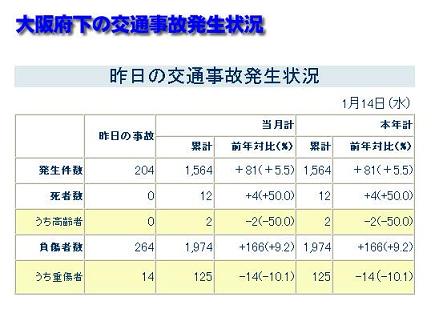 大阪府下の交通事故発生状況
昨日の交通事故発生状況
1月14日(水)
昨日の事故 当月計 本年計
累計 前年対比(%) 累計 前年対比(%)
発生件数 204 1,564 +81(+5.5) 1,564 +81(+5.5)
死者数 0 12 +4(+50.0) 12 +4(+50.0)
うち高齢者 0 2 -2(-50.0) 2 -2(-50.0)
負傷者数 264 1,974 +166(+9.2) 1,974 +166(+9.2)
うち重傷者 14 125 -14(-10.1) 125 -14(-10.1)